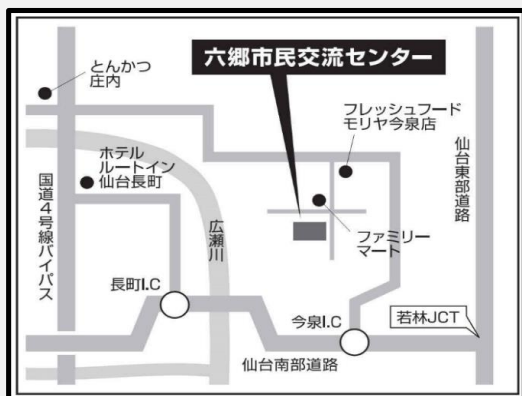 とんかつ
庄内
六郷市民交流センター
フレッシュフード
モリヤ今泉店
仙台東部道路
ホテル
ルートイン
仙台長町
国道4号線バイパス
広瀬川
ファミリー
マート
長町I.C
今泉I.C
若林JCT
仙台南部道路